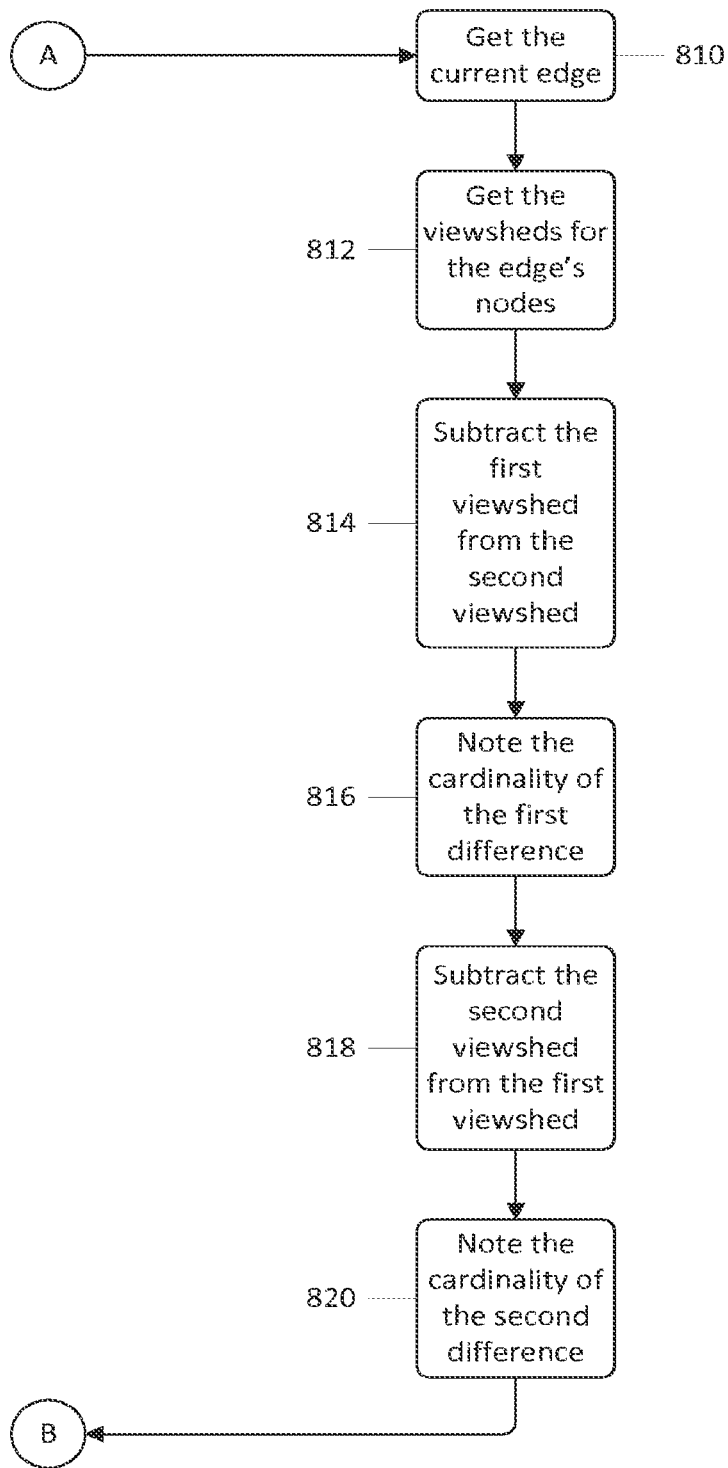 A
Get the
current edge
810
Get the
viewsheds for
the edge's
nodes
812
Subtract the
first
viewshed
from the
second
viewshed
814
Note the
cardinality of
the first
difference
816
Subtract the
second
viewshed
from the first
viewshed
818
Note the
cardinality of
the second
difference
820
B